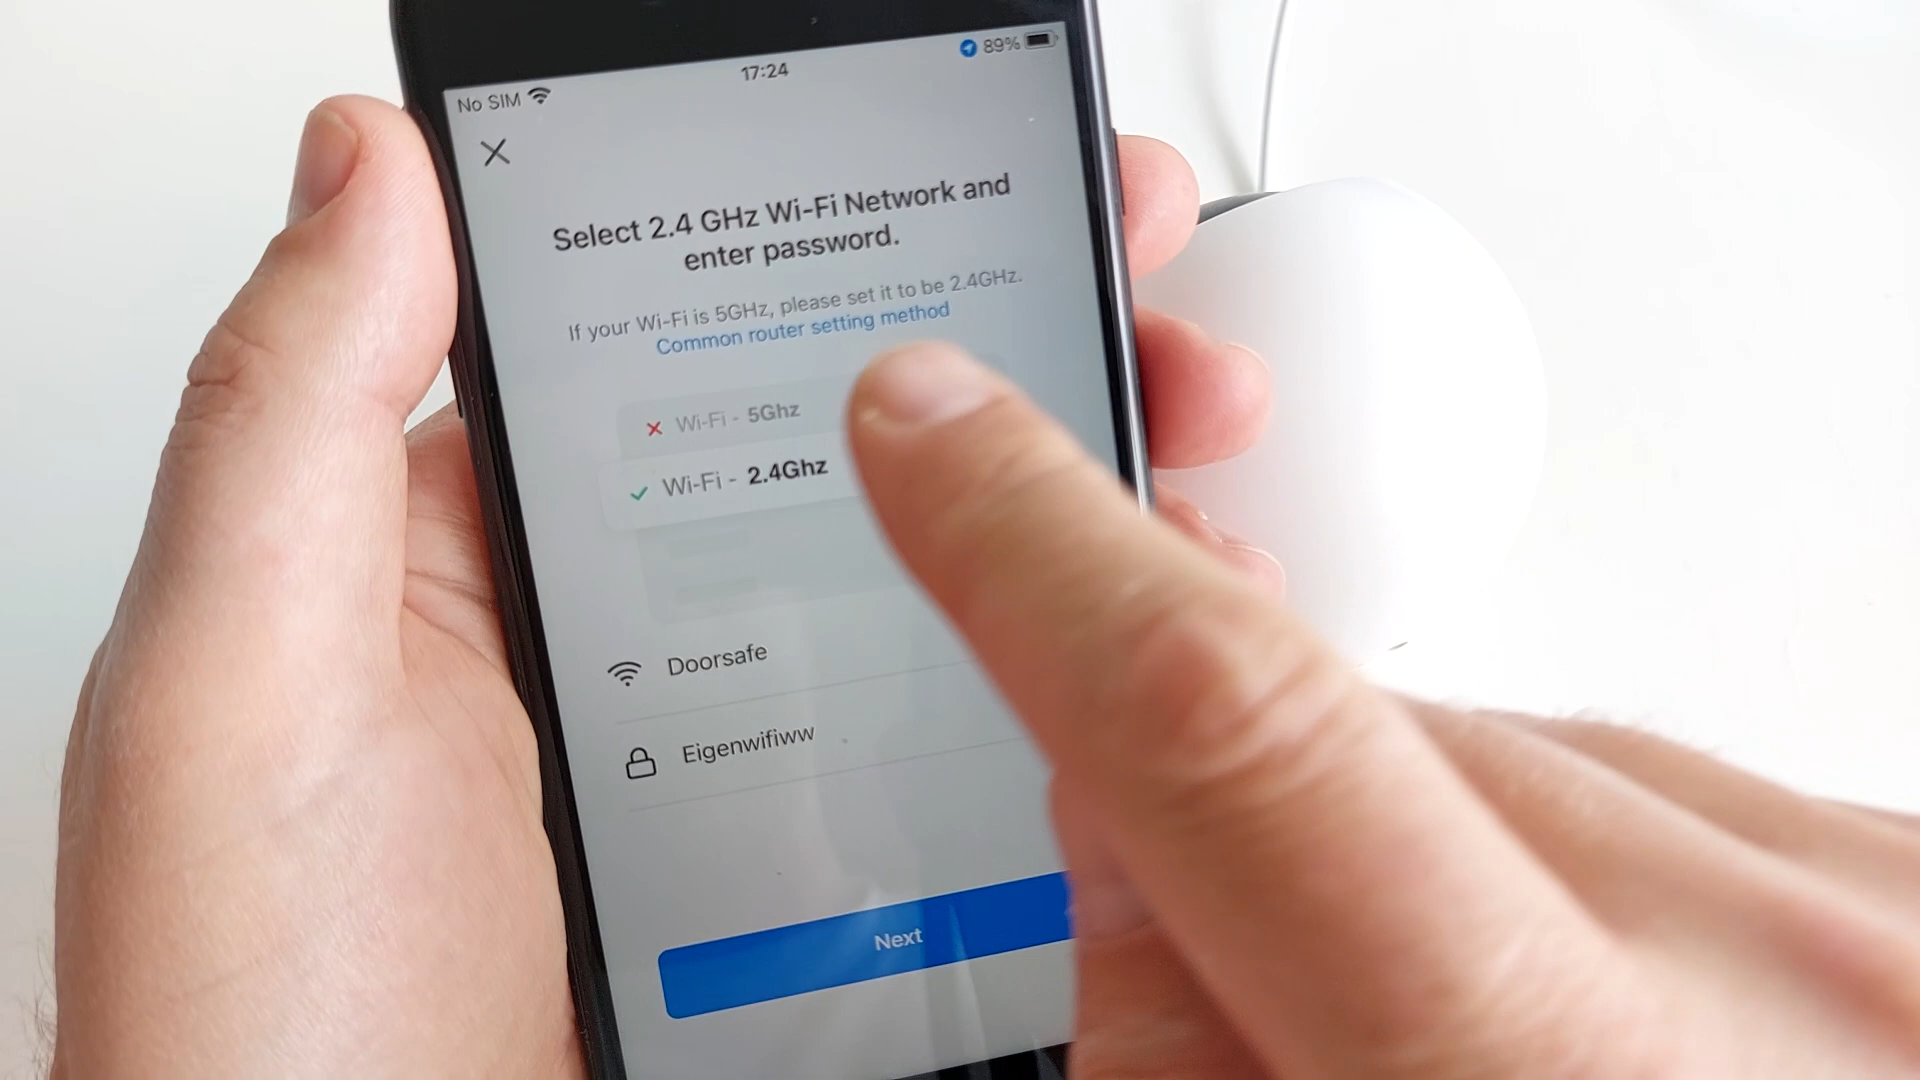 No SIM
17:24
89%
Select 2.4 GHz Wi-Fi Network and
enter password.
If your Wi-Fi is 5GHz, please set it to be 2.4GHz.
Common router setting method
Wi-Fi - 5Ghz
Wi-Fi - 2.4Ghz
Doorsafe
Eigenwifiww
Next